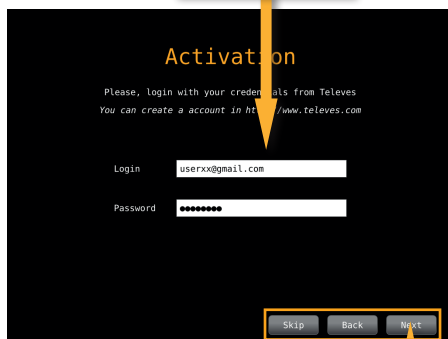 Activation
Please, login with your credentials from Televes
You can create a account in http://www.televes.com
Login
userxx@gmail.com
Password
Skip Back Next